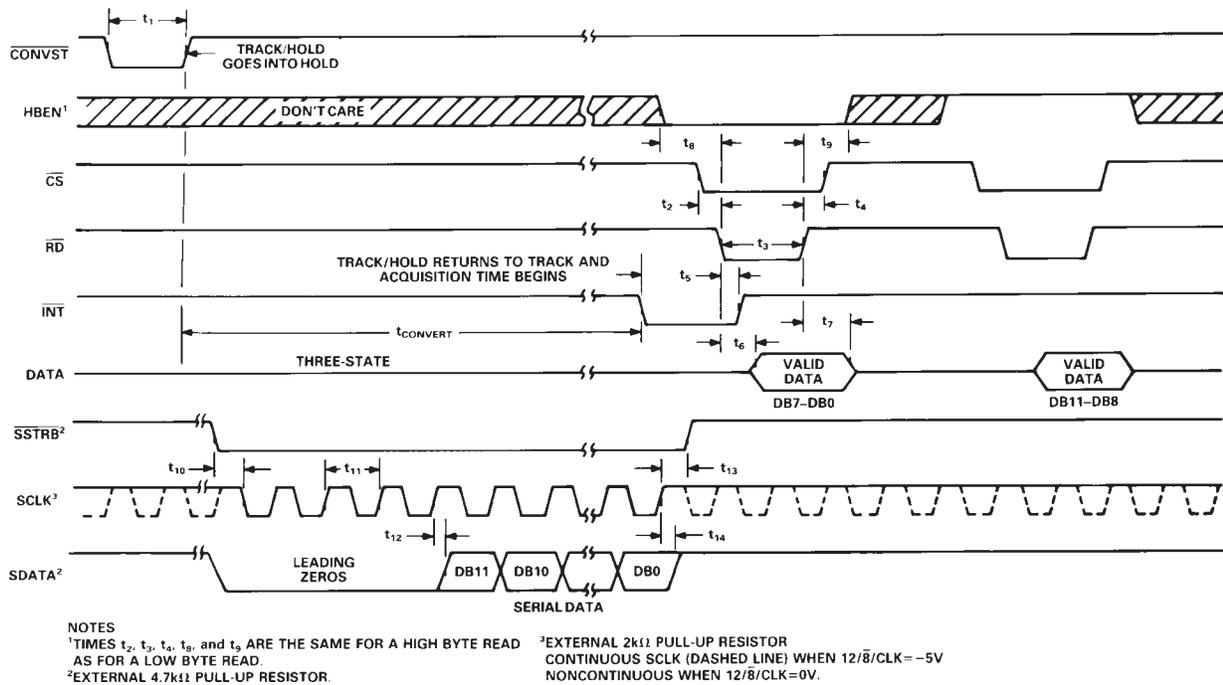 t1
CONVST
TRACK/HOLD
GOES INTO HOLD
HBEN1
DON'T CARE
t8
t9
CS
t2
t4
RD
t3
TRACK/HOLD RETURNS TO TRACK AND
ACQUISITION TIME BEGINS
t5
INT
tCONVERT
t7
t6
THREE-STATE
DATA
VALID
DATA
VALID
DATA
DB7–DB0
DB11–DB8
SSTRB2
t10
t11
t13
SCLK3
t12
t14
SDATA2
LEADING
ZEROS
DB11
DB10
DB0
SERIAL DATA
NOTES
1TIMES t2, t3, t4, t8, and t9 ARE THE SAME FOR A HIGH BYTE READ
AS FOR A LOW BYTE READ.
2EXTERNAL 4.7kΩ PULL-UP RESISTOR.
3EXTERNAL 2kΩ PULL-UP RESISTOR
CONTINUOUS SCLK (DASHED LINE) WHEN 12/8/CLK=−5V
NONCONTINUOUS WHEN 12/8/CLK=0V.